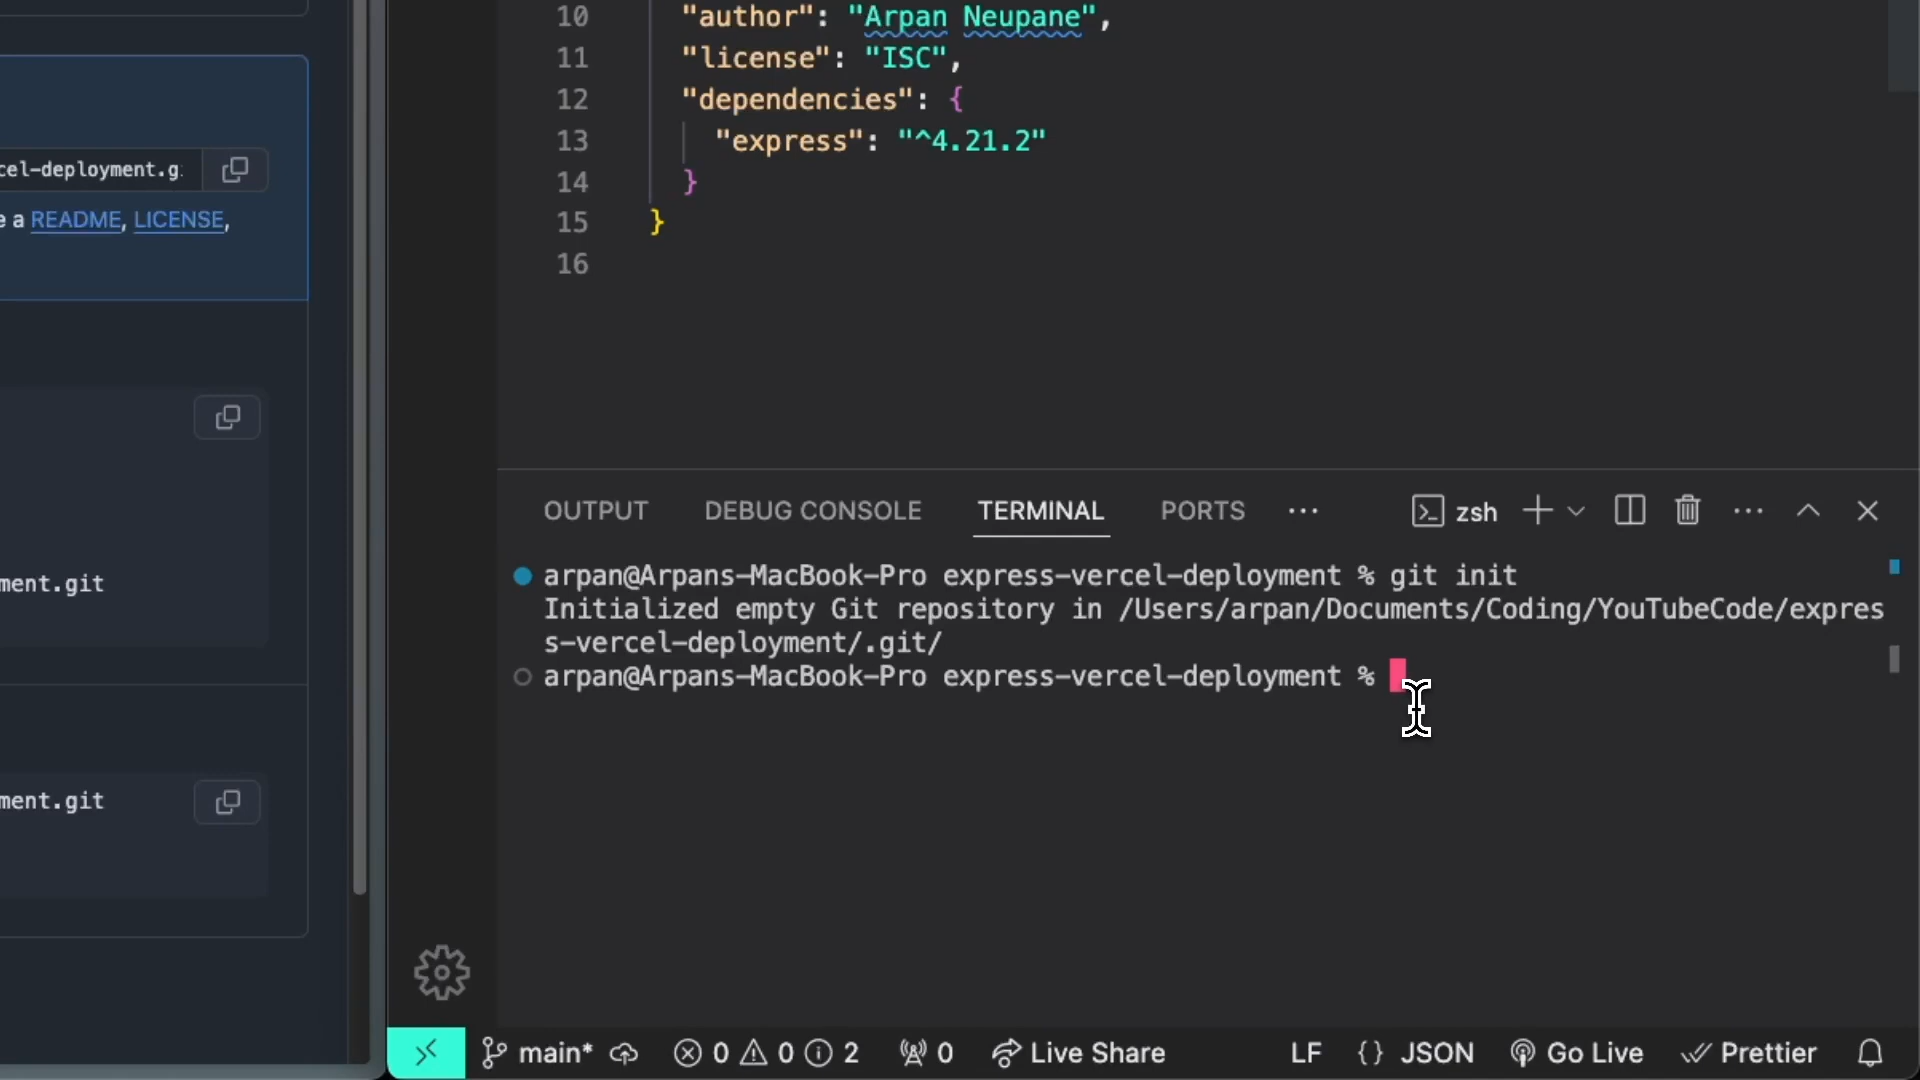 cel-deployment.g
e a README, LICENSE,
ment.git
ment.git
10 "author": "Arpan Neupane",
11 "license": "ISC",
12 "dependencies": {
13 "express": "^4.21.2"
14 }
15 }
16
OUTPUT DEBUG CONSOLE TERMINAL PORTS ... zsh
arpan@Arpans-MacBook-Pro express-vercel-deployment % git init
Initialized empty Git repository in /Users/arpan/Documents/Coding/YouTubeCode/expres
s-vercel-deployment/.git/
arpan@Arpans-MacBook-Pro express-vercel-deployment %
main* 0 0 2 0 Live Share LF {} JSON Go Live Prettier